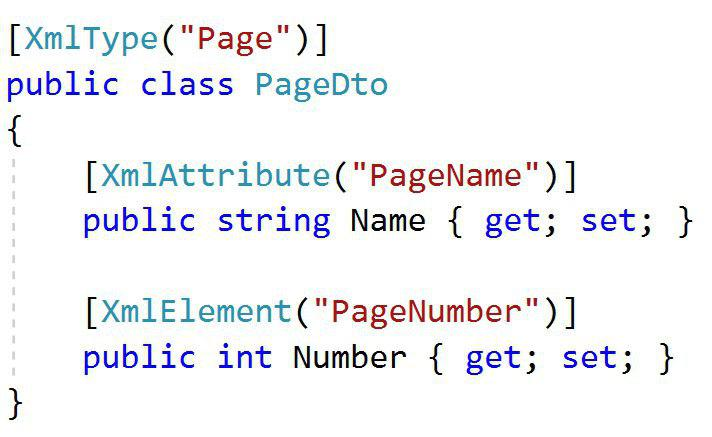 [XmlType("Page")]
public class PageDto
{
    [XmlAttribute("PageName")]
    public string Name { get; set; }
    [XmlElement("PageNumber")]
    public int Number { get; set; }
}